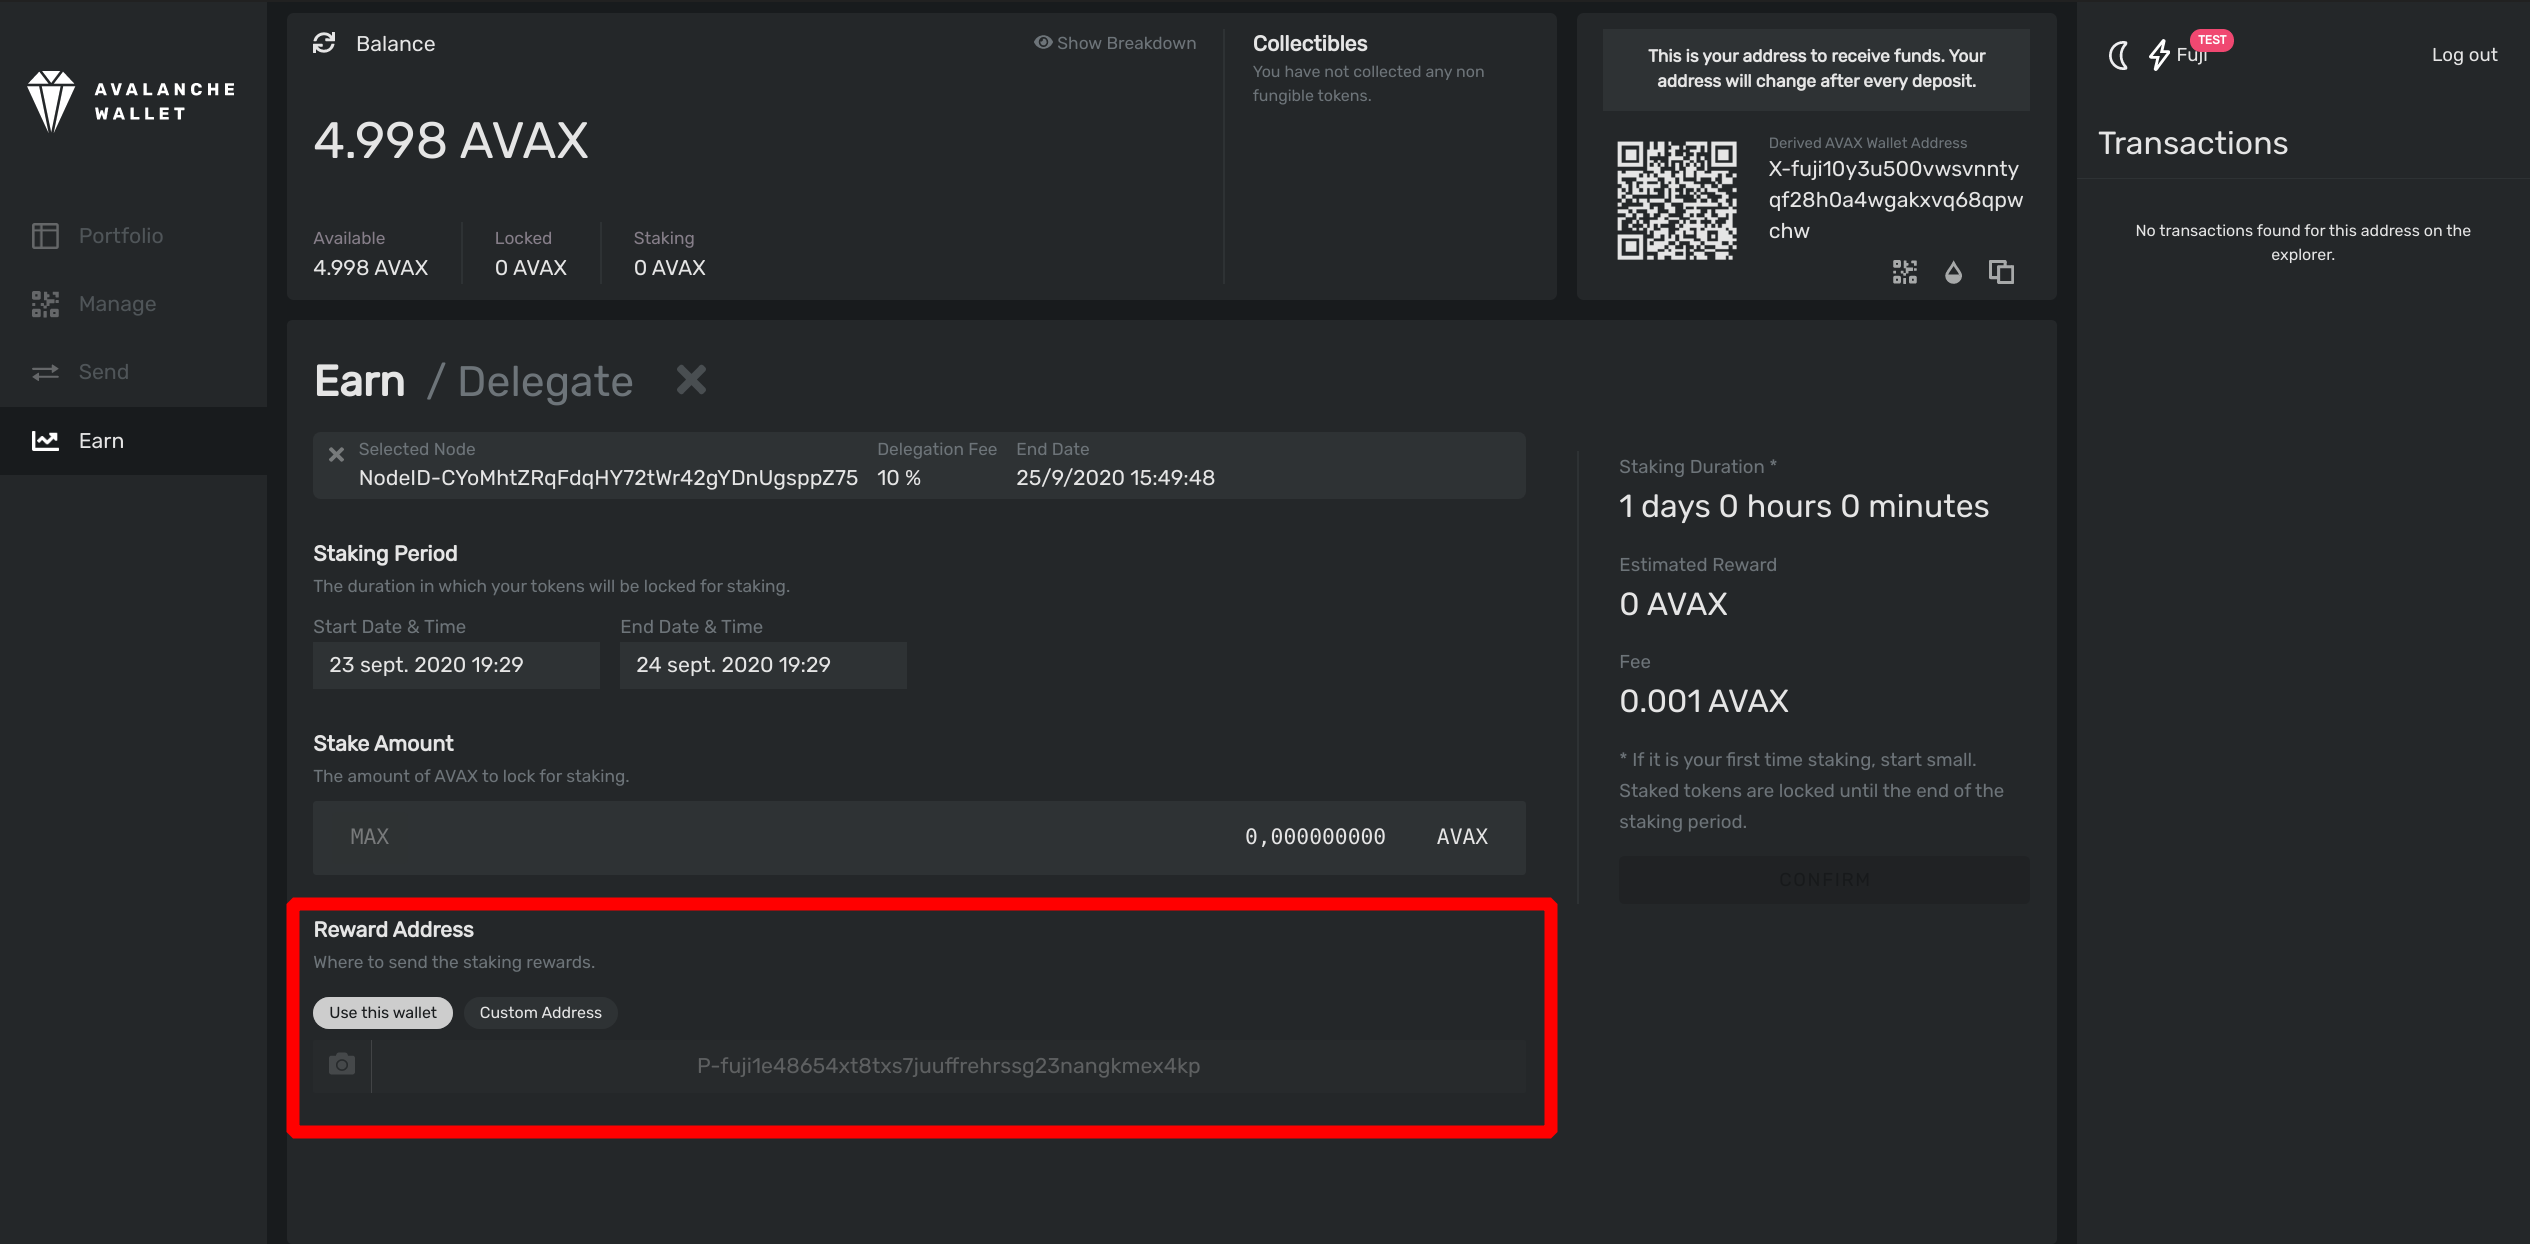 AVALANCHE
WALLET
Portfolio
Manage
Send
Earn
Balance
Show Breakdown
4.998 AVAX
Available
4.998 AVAX
Locked
0 AVAX
Staking
0 AVAX
Collectibles
You have not collected any non
fungible tokens.
This is your address to receive funds. Your
address will change after every deposit.
Derived AVAX Wallet Address
X-fuji10y3u500vwsvnnty
qf28h0a4wgakxvq68qpw
chw
Earn / Delegate
Selected Node
NodeID-CYoMhtZRqFdqHY72tWr42gYDnUgsppZ75
Delegation Fee
10 %
End Date
25/9/2020 15:49:48
Staking Period
The duration in which your tokens will be locked for staking.
Start Date & Time
23 sept. 2020 19:29
End Date & Time
24 sept. 2020 19:29
Stake Amount
The amount of AVAX to lock for staking.
MAX 0,000000000 AVAX
Reward Address
Where to send the staking rewards.
Use this wallet Custom Address
P-fuji1e48654xt8txs7juuffrehrssg23nangkmex4kp
Staking Duration *
1 days 0 hours 0 minutes
Estimated Reward
0 AVAX
Fee
0.001 AVAX
* If it is your first time staking, start small.
Staked tokens are locked until the end of the
staking period.
CONFIRM
Fuji
TEST
Log out
Transactions
No transactions found for this address on the
explorer.